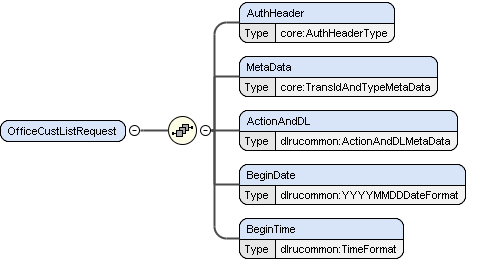 AuthHeader
Type core:AuthHeaderType
MetaData
Type core:TransIdAndTypeMetaData
OfficeCustListRequest
ActionAndDL
Type dlrucommon:ActionAndDLMetaData
BeginDate
Type dlrucommon:YYYYMMDDDateFormat
BeginTime
Type dlrucommon:TimeFormat